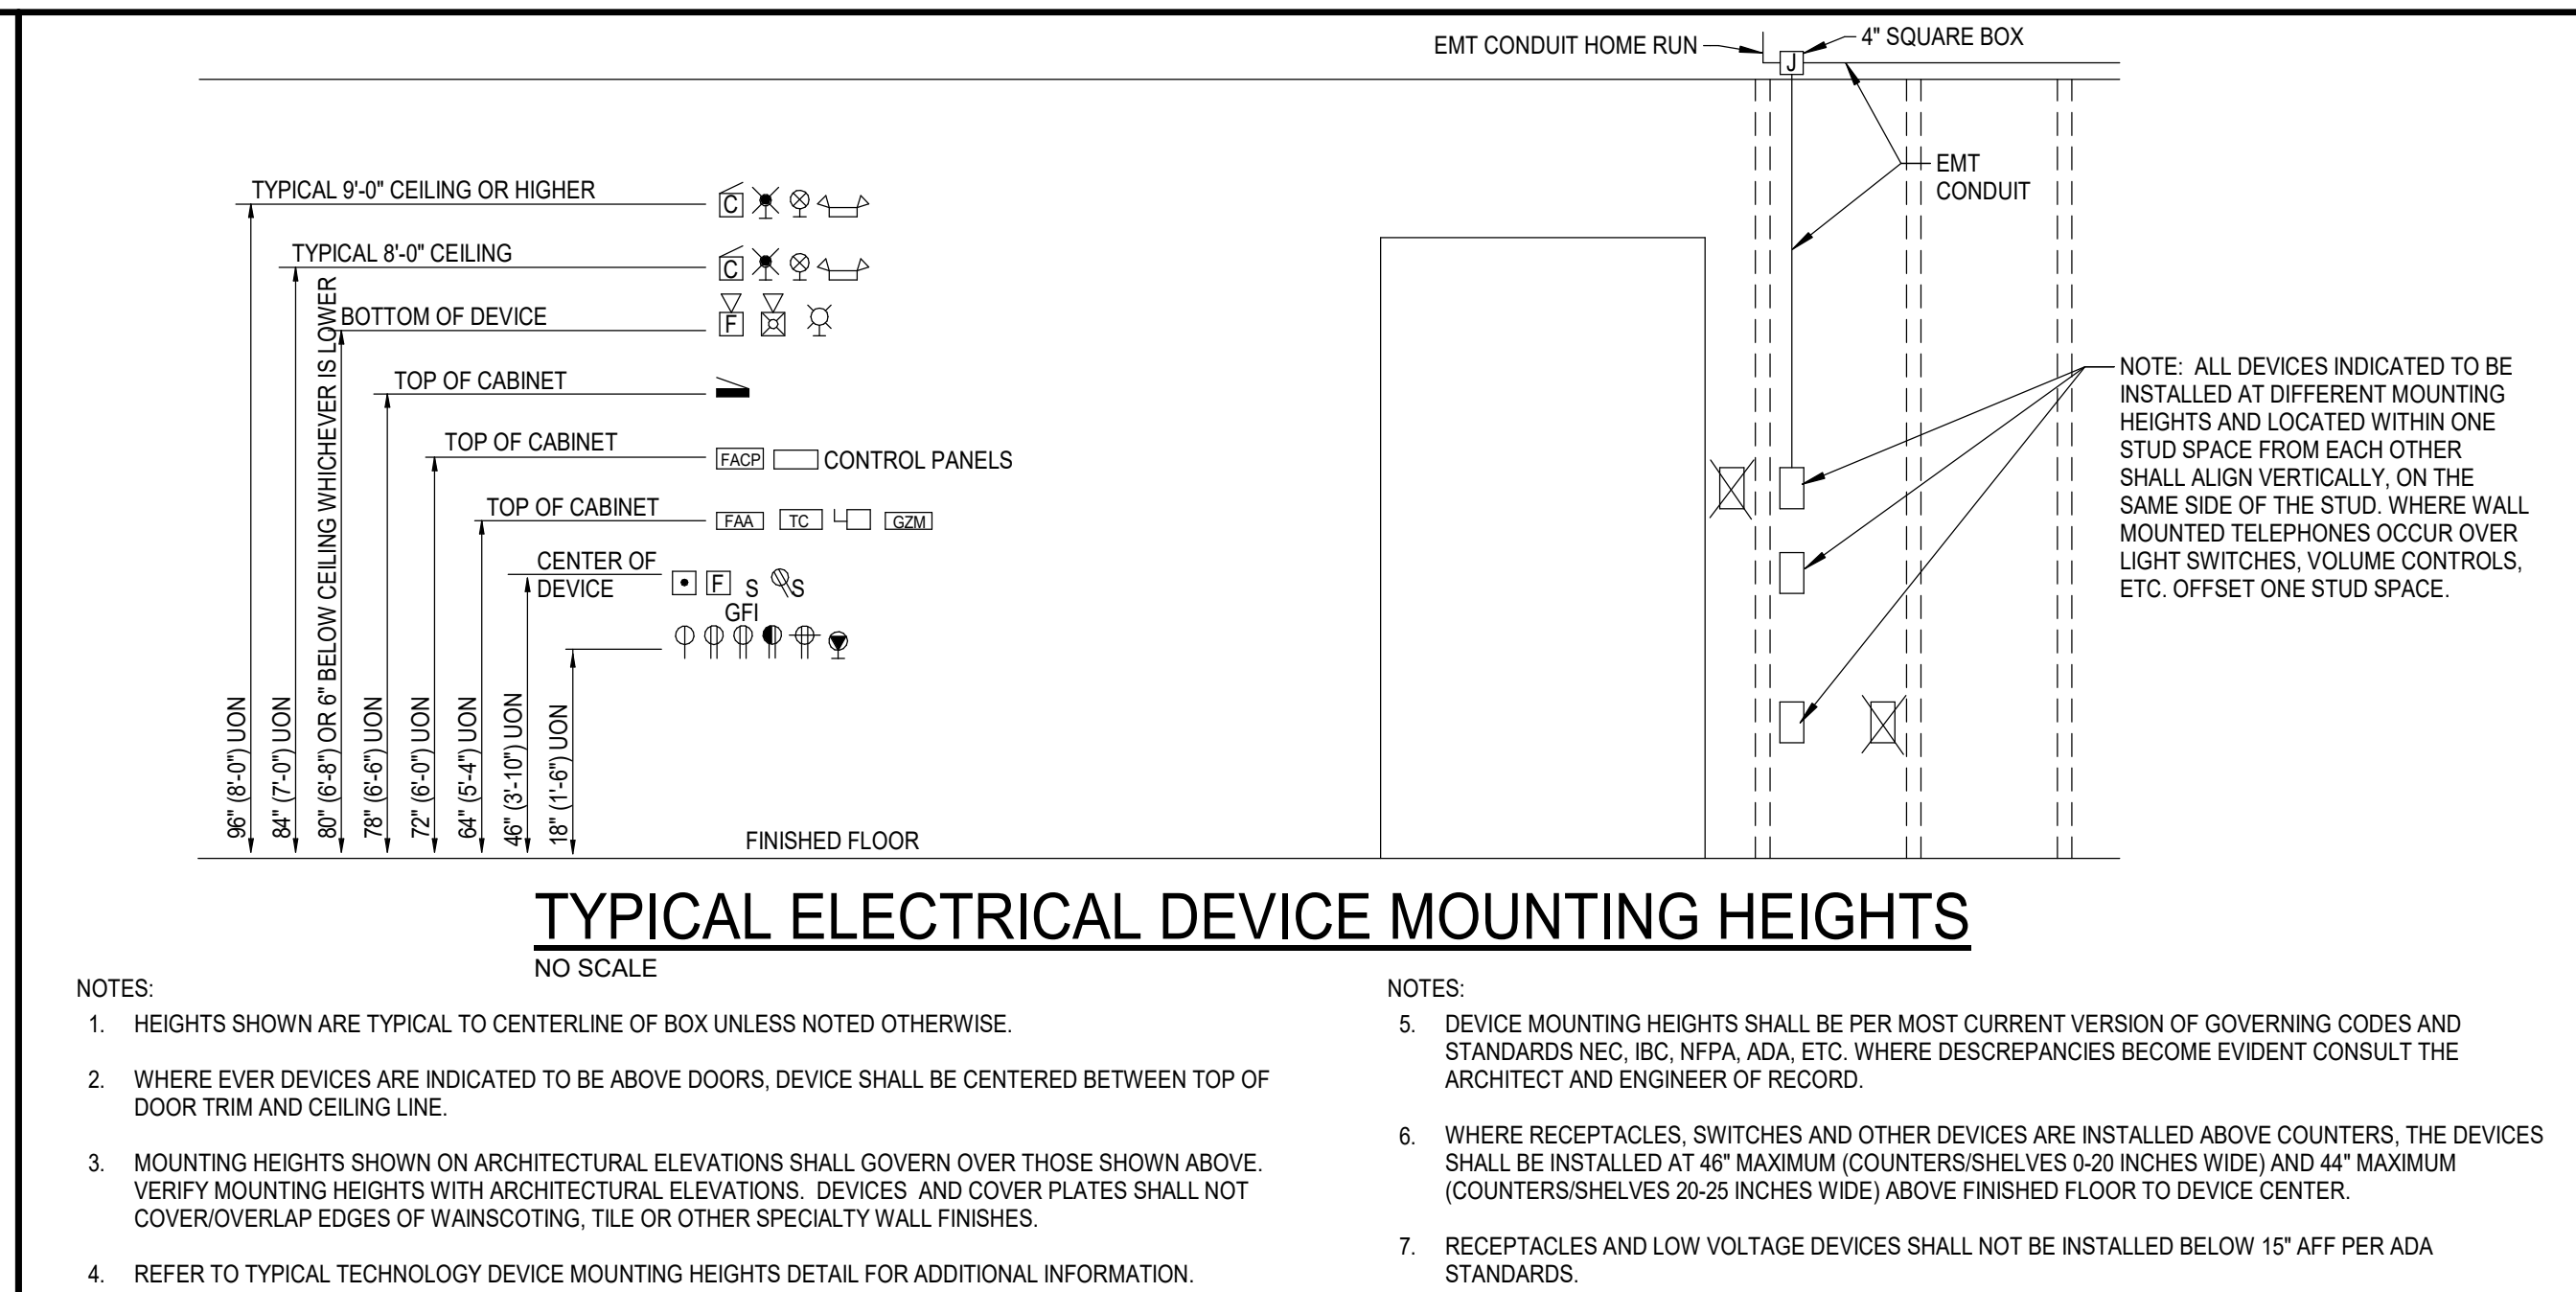 EMT CONDUIT HOME RUN
4" SQUARE BOX
J
EMT
CONDUIT
TYPICAL 9'-0" CEILING OR HIGHER
C
TYPICAL 8'-0" CEILING
C
BOTTOM OF DEVICE
F
TOP OF CABINET
TOP OF CABINET
FACP
CONTROL PANELS
TOP OF CABINET
FAA
TC
GZM
CENTER OF
DEVICE
F
S
S
GFI
96" (8'-0") UON
84" (7'-0") UON
80" (6'-8") OR 6" BELOW CEILING WHICHEVER IS LOWER
78" (6'-6") UON
72" (6'-0") UON
64" (5'-4") UON
46" (3'-10") UON
18" (1'-6") UON
FINISHED FLOOR
NOTE: ALL DEVICES INDICATED TO BE
INSTALLED AT DIFFERENT MOUNTING
HEIGHTS AND LOCATED WITHIN ONE
STUD SPACE FROM EACH OTHER
SHALL ALIGN VERTICALLY, ON THE
SAME SIDE OF THE STUD. WHERE WALL
MOUNTED TELEPHONES OCCUR OVER
LIGHT SWITCHES, VOLUME CONTROLS,
ETC. OFFSET ONE STUD SPACE.
TYPICAL ELECTRICAL DEVICE MOUNTING HEIGHTS
NO SCALE
NOTES:
1. HEIGHTS SHOWN ARE TYPICAL TO CENTERLINE OF BOX UNLESS NOTED OTHERWISE.
2. WHERE EVER DEVICES ARE INDICATED TO BE ABOVE DOORS, DEVICE SHALL BE CENTERED BETWEEN TOP OF
DOOR TRIM AND CEILING LINE.
3. MOUNTING HEIGHTS SHOWN ON ARCHITECTURAL ELEVATIONS SHALL GOVERN OVER THOSE SHOWN ABOVE.
VERIFY MOUNTING HEIGHTS WITH ARCHITECTURAL ELEVATIONS. DEVICES AND COVER PLATES SHALL NOT
COVER/OVERLAP EDGES OF WAINSCOTING, TILE OR OTHER SPECIALTY WALL FINISHES.
4. REFER TO TYPICAL TECHNOLOGY DEVICE MOUNTING HEIGHTS DETAIL FOR ADDITIONAL INFORMATION.
NOTES:
5. DEVICE MOUNTING HEIGHTS SHALL BE PER MOST CURRENT VERSION OF GOVERNING CODES AND
STANDARDS NEC, IBC, NFPA, ADA, ETC. WHERE DESCREPANCIES BECOME EVIDENT CONSULT THE
ARCHITECT AND ENGINEER OF RECORD.
6. WHERE RECEPTACLES, SWITCHES AND OTHER DEVICES ARE INSTALLED ABOVE COUNTERS, THE DEVICES
SHALL BE INSTALLED AT 46" MAXIMUM (COUNTERS/SHELVES 0-20 INCHES WIDE) AND 44" MAXIMUM
(COUNTERS/SHELVES 20-25 INCHES WIDE) ABOVE FINISHED FLOOR TO DEVICE CENTER.
7. RECEPTACLES AND LOW VOLTAGE DEVICES SHALL NOT BE INSTALLED BELOW 15" AFF PER ADA
STANDARDS.